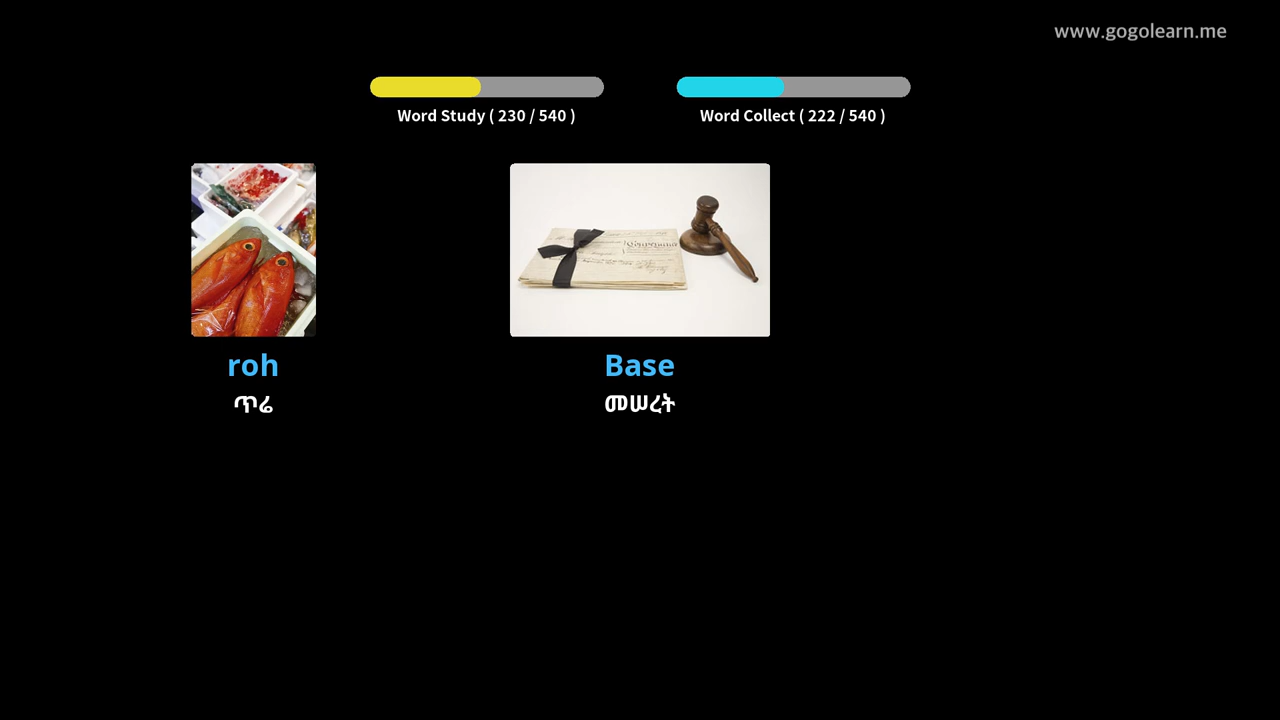 www.gogolearn.me
Word Study ( 230 / 540 )
Word Collect ( 222 / 540 )
roh
ጥሬ
Base
መሠረት